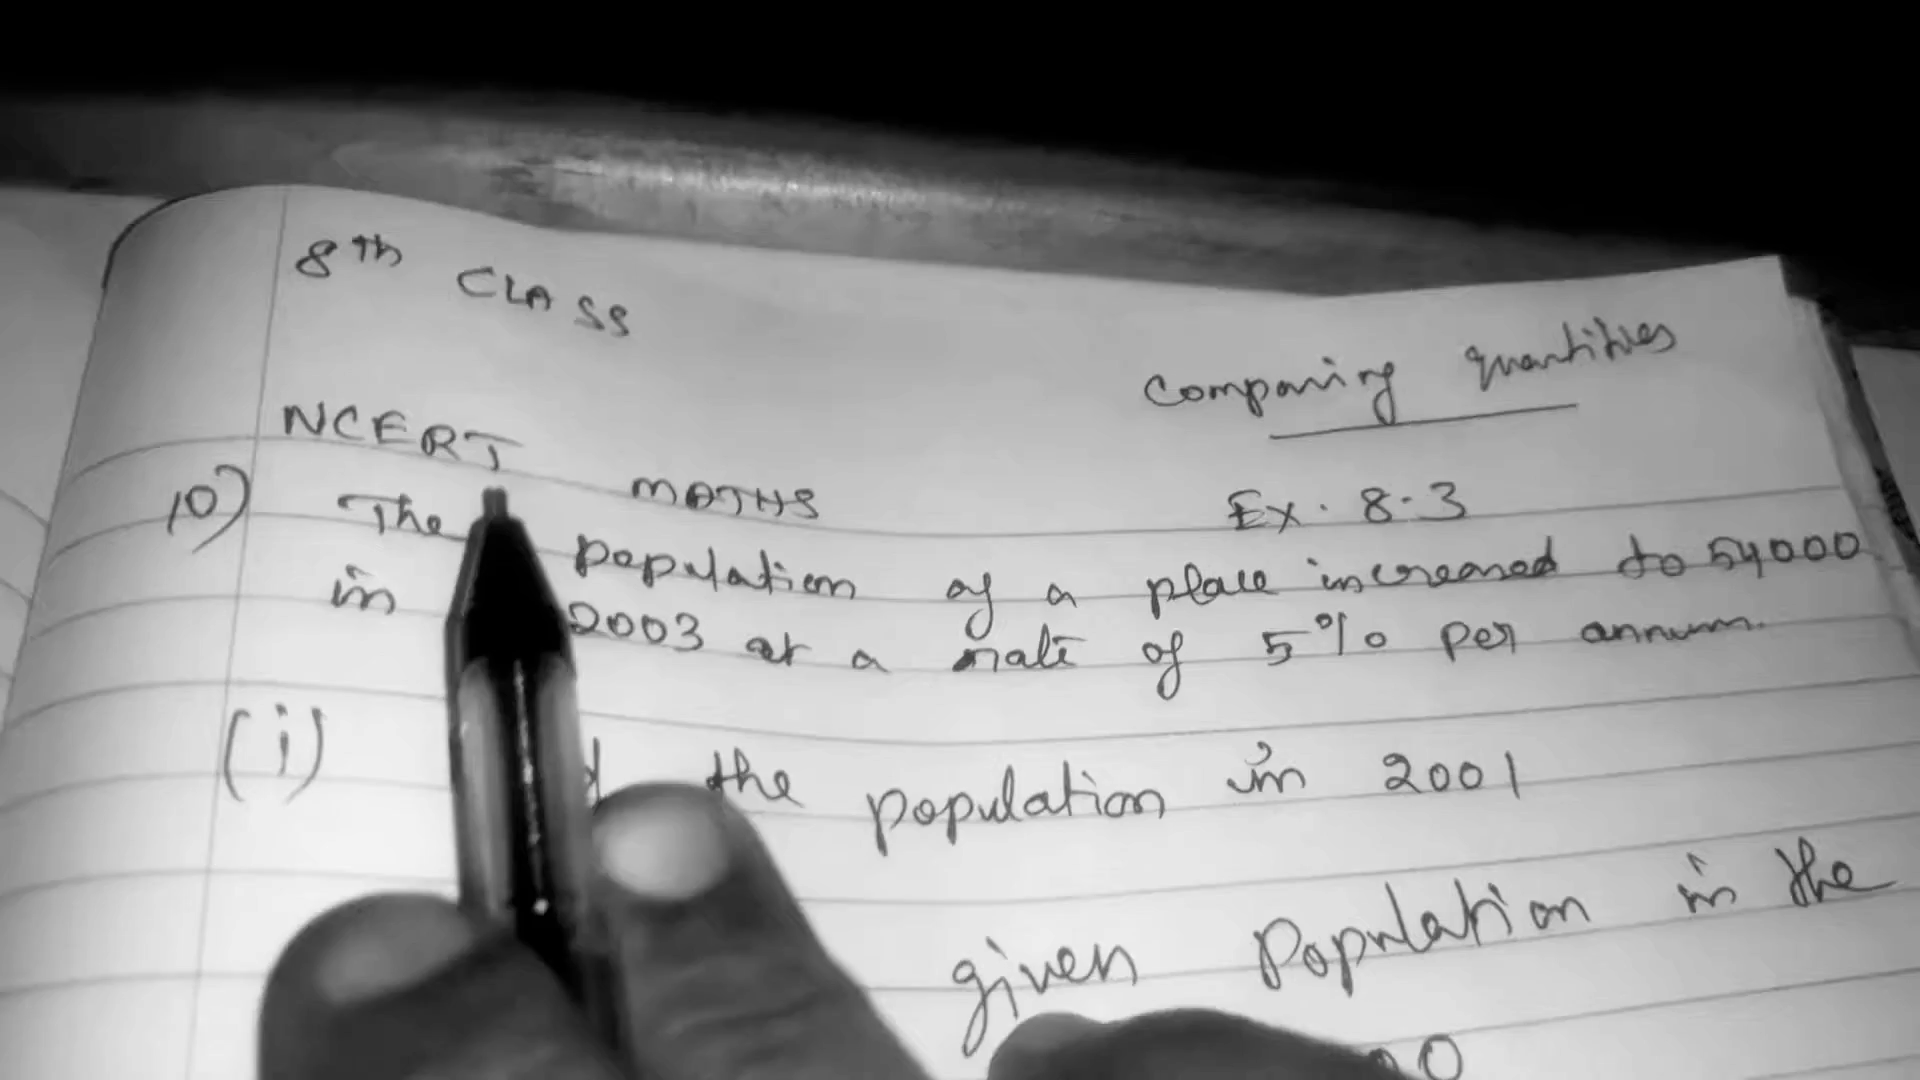 8th CLASS
Comparing quantities
NCERT MATHS Ex. 8.3
10) The population of a place increased to 54000
in 2003 at a rate of 5% per annum.
(i) the population in 2001
given Population in the